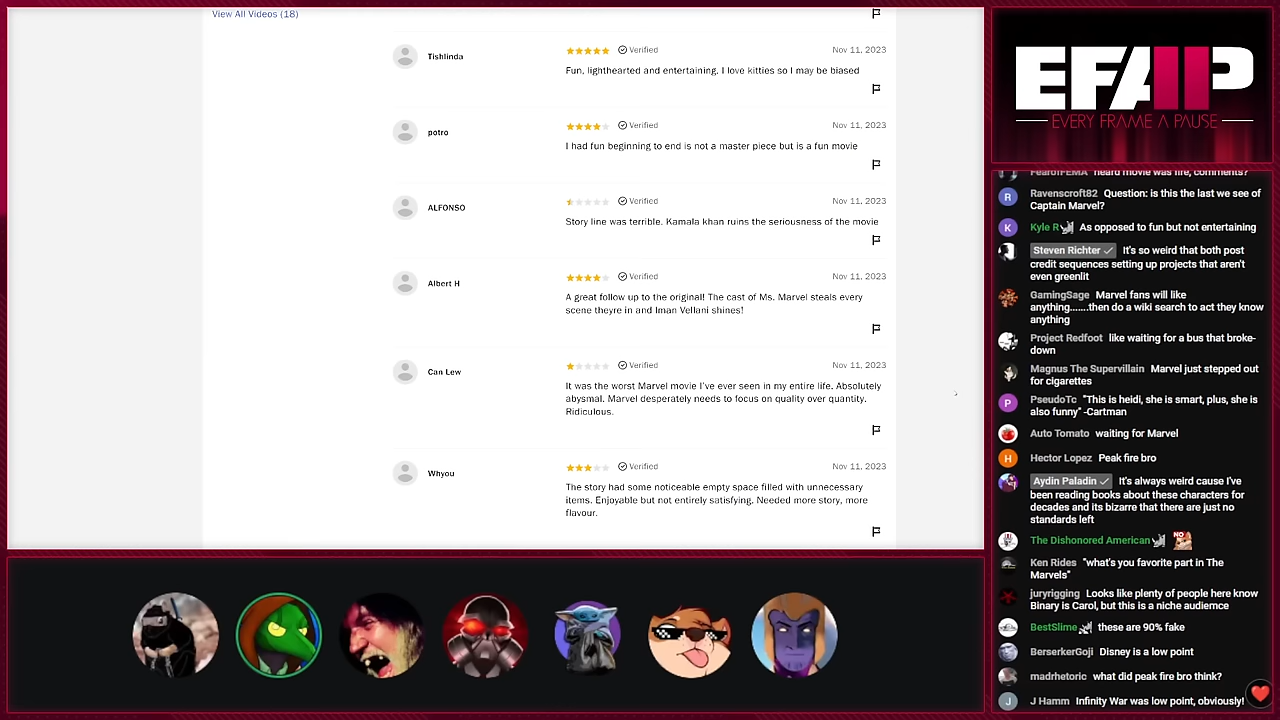 View All Videos (18)
Tishlinda
Verified
Nov 11, 2023
Fun, lighthearted and entertaining. I love kitties so I may be biased
potro
Verified
Nov 11, 2023
I had fun beginning to end is not a master piece but is a fun movie
ALFONSO
Verified
Nov 11, 2023
Story line was terrible. Kamala khan ruins the seriousness of the movie
Albert H
Verified
Nov 11, 2023
A great follow up to the original! The cast of Ms. Marvel steals every
scene theyre in and Iman Vellani shines!
Can Lew
Verified
Nov 11, 2023
It was the worst Marvel movie I've ever seen in my entire life. Absolutely
abysmal. Marvel desperately needs to focus on quality over quantity.
Ridiculous.
Whyou
Verified
Nov 11, 2023
The story had some noticeable empty space filled with unnecessary
items. Enjoyable but not entirely satisfying. Needed more story, more
flavour.
EFAP
EVERY FRAME A PAUSE
FearofFEMA heard movie was fire, comments?
Ravenscroft82 Question: is this the last we see of
Captain Marvel?
Kyle R As opposed to fun but not entertaining
Steven Richter It's so weird that both post
credit sequences setting up projects that aren't
even greenlit
GamingSage Marvel fans will like
anything.......then do a wiki search to act they know
anything
Project Redfoot like waiting for a bus that broke-
down
Magnus The Supervillain Marvel just stepped out
for cigarettes
PseudoTc "This is heidi, she is smart, plus, she is
also funny" -Cartman
Auto Tomato waiting for Marvel
Hector Lopez Peak fire bro
Aydin Paladin It's always weird cause I've
been reading books about these characters for
decades and its bizarre that there are just no
standards left
The Dishonored American NO
Ken Rides "what's you favorite part in The
Marvels"
juryrigging Looks like plenty of people here know
Binary is Carol, but this is a niche audiemce
BestSlime these are 90% fake
BerserkerGoji Disney is a low point
madrhetoric what did peak fire bro think?
J Hamm Infinity War was low point, obviously!